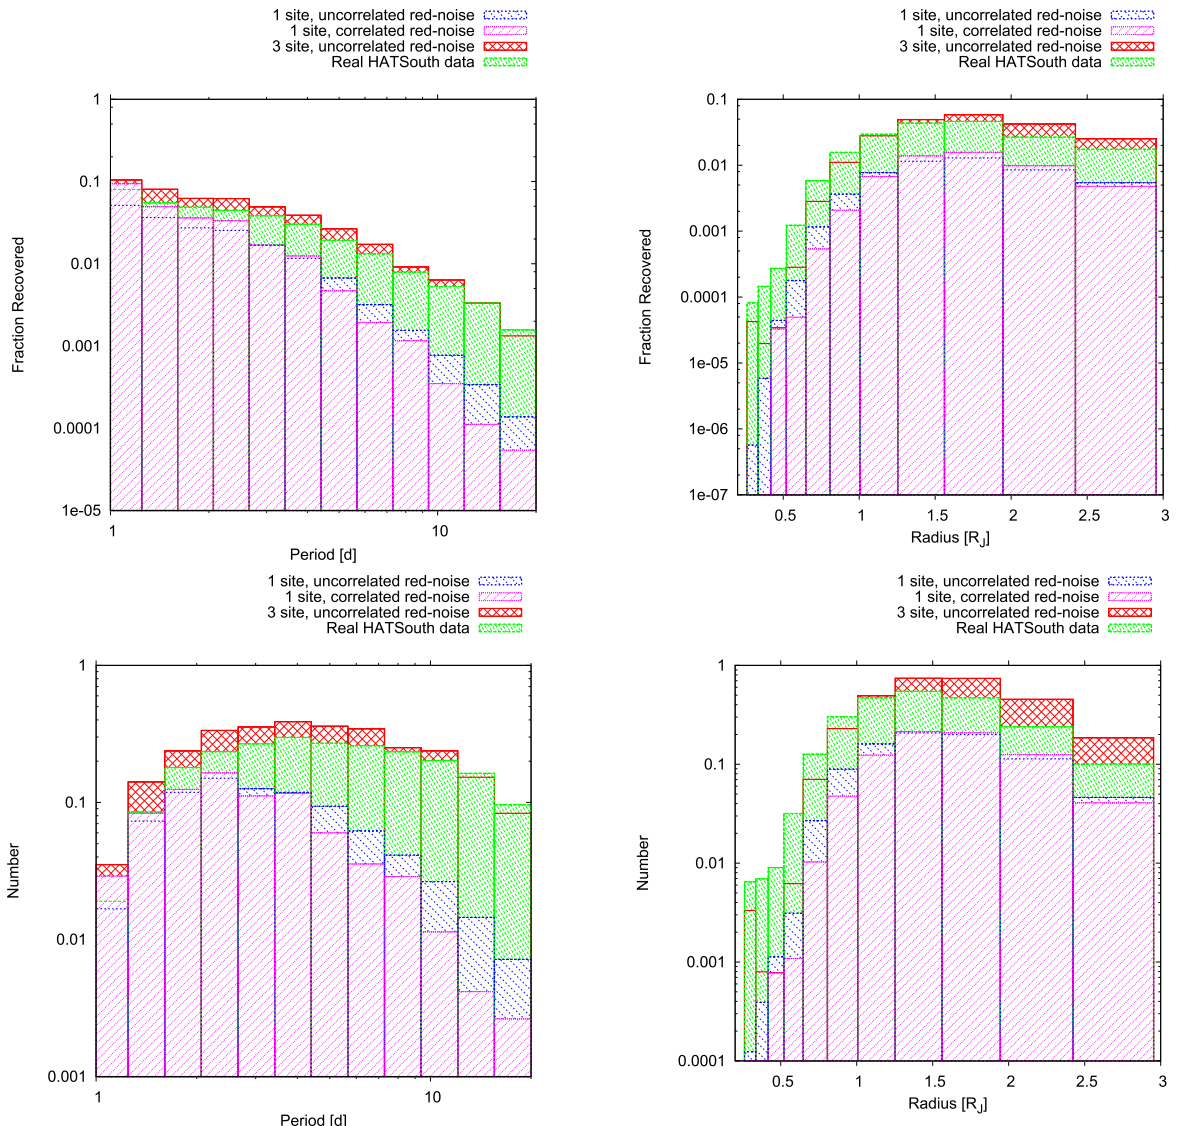 1 site, uncorrelated red-noise
1 site, correlated red-noise
3 site, uncorrelated red-noise
Real HATSouth data
1
0.1
0.01
0.001
0.0001
1e-05
Fraction Recovered
1
10
Period [d]
1 site, uncorrelated red-noise
1 site, correlated red-noise
3 site, uncorrelated red-noise
Real HATSouth data
0.1
0.01
0.001
0.0001
1e-05
1e-06
1e-07
Fraction Recovered
0.5
1
1.5
2
2.5
3
Radius [RJ]
1 site, uncorrelated red-noise
1 site, correlated red-noise
3 site, uncorrelated red-noise
Real HATSouth data
1
0.1
0.01
0.001
Number
1
10
Period [d]
1 site, uncorrelated red-noise
1 site, correlated red-noise
3 site, uncorrelated red-noise
Real HATSouth data
1
0.1
0.01
0.001
0.0001
Number
0.5
1
1.5
2
2.5
3
Radius [RJ]